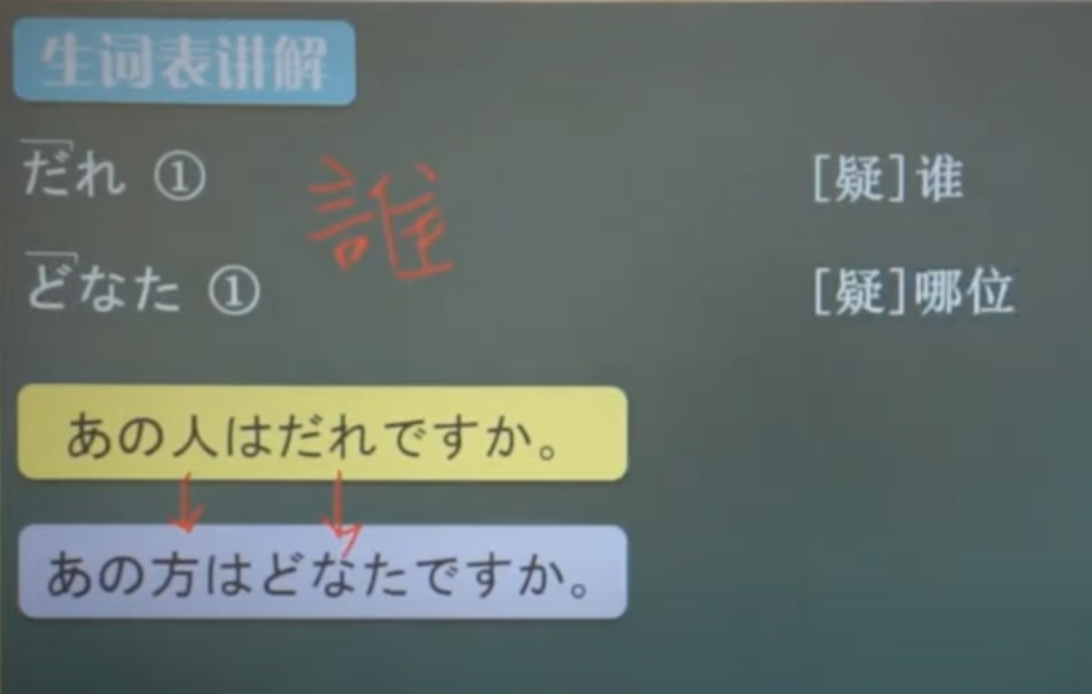 生词表讲解
だれ ① 誰 [疑]谁
どなた ① [疑]哪位
あの人はだれですか。
あの方はどなたですか。